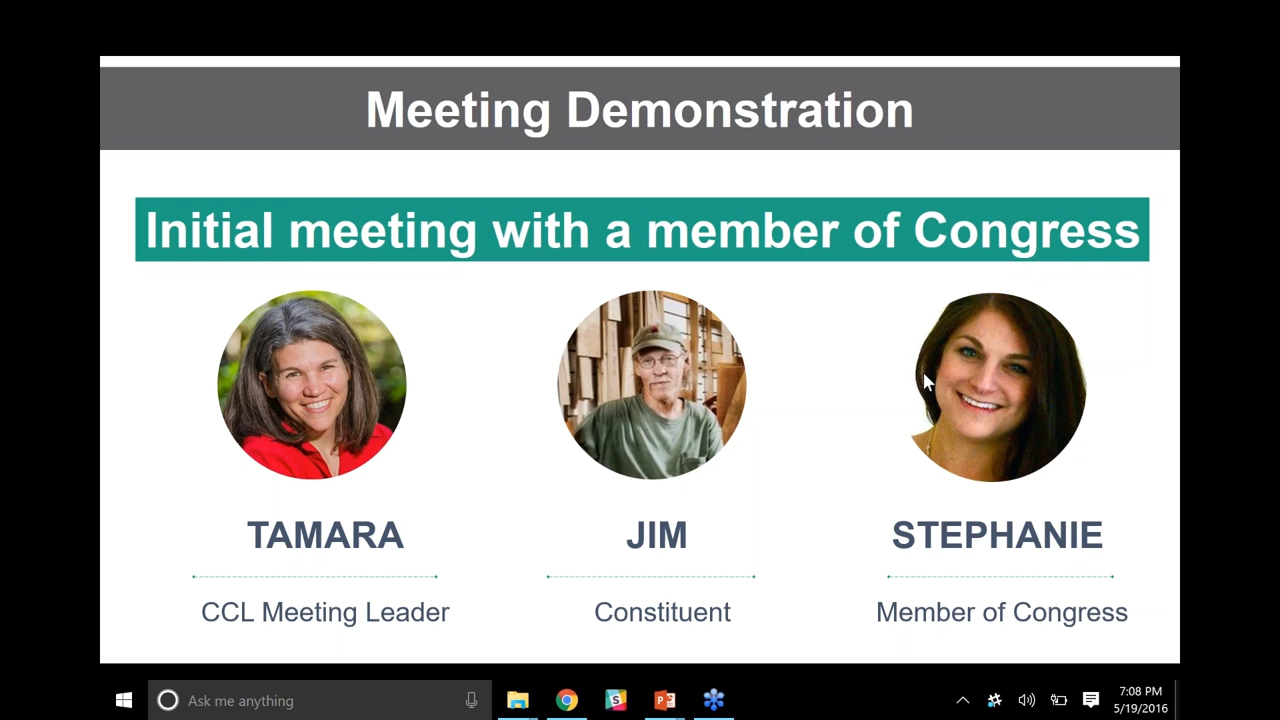 Meeting Demonstration
Initial meeting with a member of Congress
TAMARA
JIM
STEPHANIE
CCL Meeting Leader
Constituent
Member of Congress
Ask me anything
7:08 PM
5/19/2016